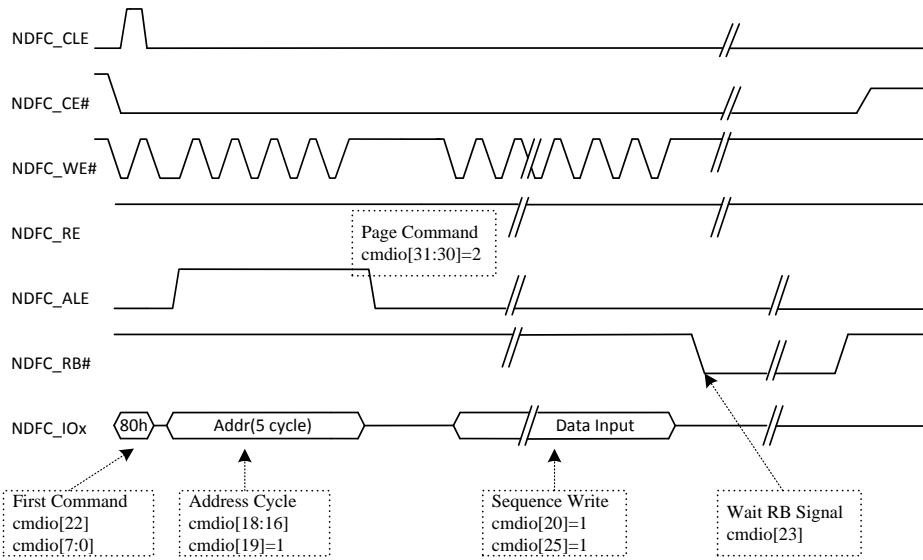 NDFC_CLE
NDFC_CE#
NDFC_WE#
NDFC_RE
Page Command
cmdio[31:30]=2
NDFC_ALE
NDFC_RB#
NDFC_IOx
80h
Addr(5 cycle)
Data Input
First Command
cmdio[22]
cmdio[7:0]
Address Cycle
cmdio[18:16]
cmdio[19]=1
Sequence Write
cmdio[20]=1
cmdio[25]=1
Wait RB Signal
cmdio[23]